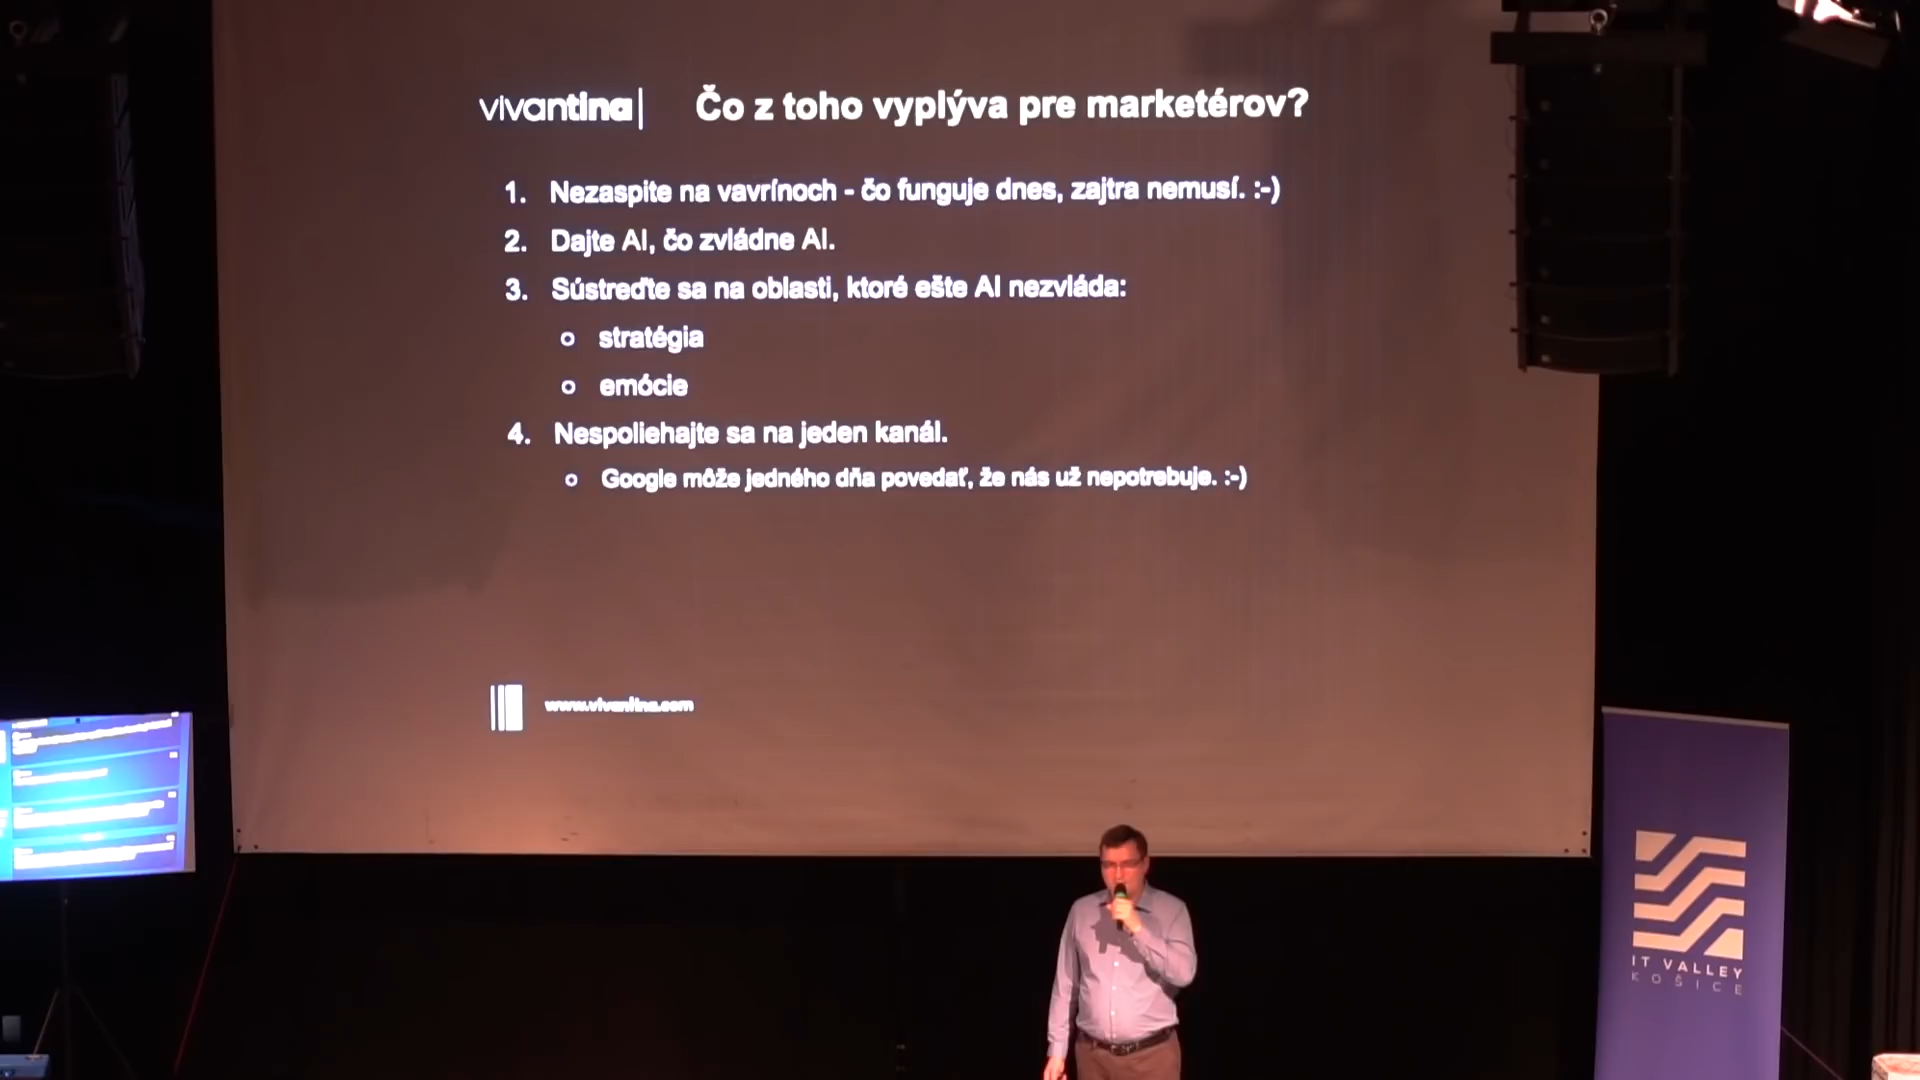 vivantina| Čo z toho vyplýva pre marketérov?
1. Nezaspite na vavrínoch - čo funguje dnes, zajtra nemusí. :-)
2. Dajte AI, čo zvládne AI.
3. Sústreďte sa na oblasti, ktoré ešte AI nezvláda:
○ stratégia
○ emócie
4. Nespoliehajte sa na jeden kanál.
○ Google môže jedného dňa povedať, že nás už nepotrebuje. :-)
www.vivantina.com
IT VALLEY
KOŠICE